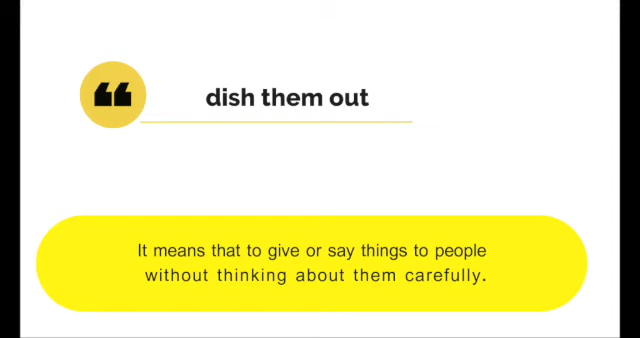 dish them out
It means that to give or say things to people
without thinking about them carefully.